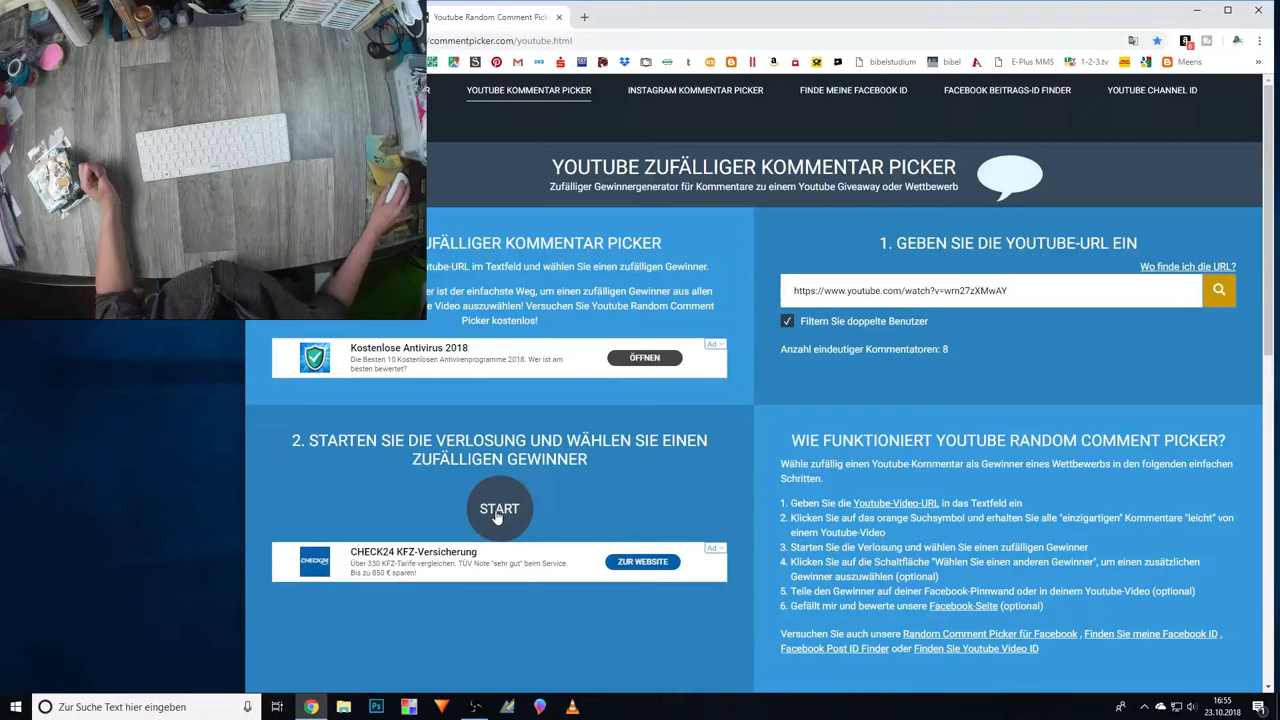 Youtube Random Comment Pick
commentpicker.com/youtube.html
bibelstudium
bibel
E-Plus MMS
1-2-3.tv
Meeris
YOUTUBE KOMMENTAR PICKER
INSTAGRAM KOMMENTAR PICKER
FINDE MEINE FACEBOOK ID
FACEBOOK BEITRAGS-ID FINDER
YOUTUBE CHANNEL ID
YOUTUBE ZUFÄLLIGER KOMMENTAR PICKER
Zufälliger Gewinnergenerator für Kommentare zu einem Youtube Giveaway oder Wettbewerb
UFÄLLIGER KOMMENTAR PICKER
utube-URL im Textfeld und wählen Sie einen zufälligen Gewinner.
er ist der einfachste Weg, um einen zufälligen Gewinner aus allen
e Video auszuwählen! Versuchen Sie Youtube Random Comment
Picker kostenlos!
Kostenlose Antivirus 2018
Die Besten 10 Kostenlosen Antivirenprogramme 2018. Wer ist am
besten bewertet?
ÖFFNEN
Ad
1. GEBEN SIE DIE YOUTUBE-URL EIN
Wo finde ich die URL?
https://www.youtube.com/watch?v=wrn27zXMwAY
Filtern Sie doppelte Benutzer
Anzahl eindeutiger Kommentatoren: 8
2. STARTEN SIE DIE VERLOSUNG UND WÄHLEN SIE EINEN
ZUFÄLLIGEN GEWINNER
START
CHECK24
CHECK24 KFZ-Versicherung
Über 330 KFZ-Tarife vergleichen. TÜV Note "sehr gut" beim Service.
Bis zu 850 € sparen!
ZUR WEBSITE
Ad
WIE FUNKTIONIERT YOUTUBE RANDOM COMMENT PICKER?
Wähle zufällig einen Youtube-Kommentar als Gewinner eines Wettbewerbs in den folgenden einfachen
Schritten.
1. Geben Sie die Youtube-Video-URL in das Textfeld ein
2. Klicken Sie auf das orange Suchsymbol und erhalten Sie alle "einzigartigen" Kommentare "leicht" von
einem Youtube-Video
3. Starten Sie die Verlosung und wählen Sie einen zufälligen Gewinner
4. Klicken Sie auf die Schaltfläche "Wählen Sie einen anderen Gewinner", um einen zusätzlichen
Gewinner auszuwählen (optional)
5. Teile den Gewinner auf deiner Facebook-Pinnwand oder in deinem Youtube-Video (optional)
6. Gefällt mir und bewerte unsere Facebook-Seite (optional)
Versuchen Sie auch unsere Random Comment Picker für Facebook , Finden Sie meine Facebook ID ,
Facebook Post ID Finder oder Finden Sie Youtube Video ID
Zur Suche Text hier eingeben
16:55
23.10.2018